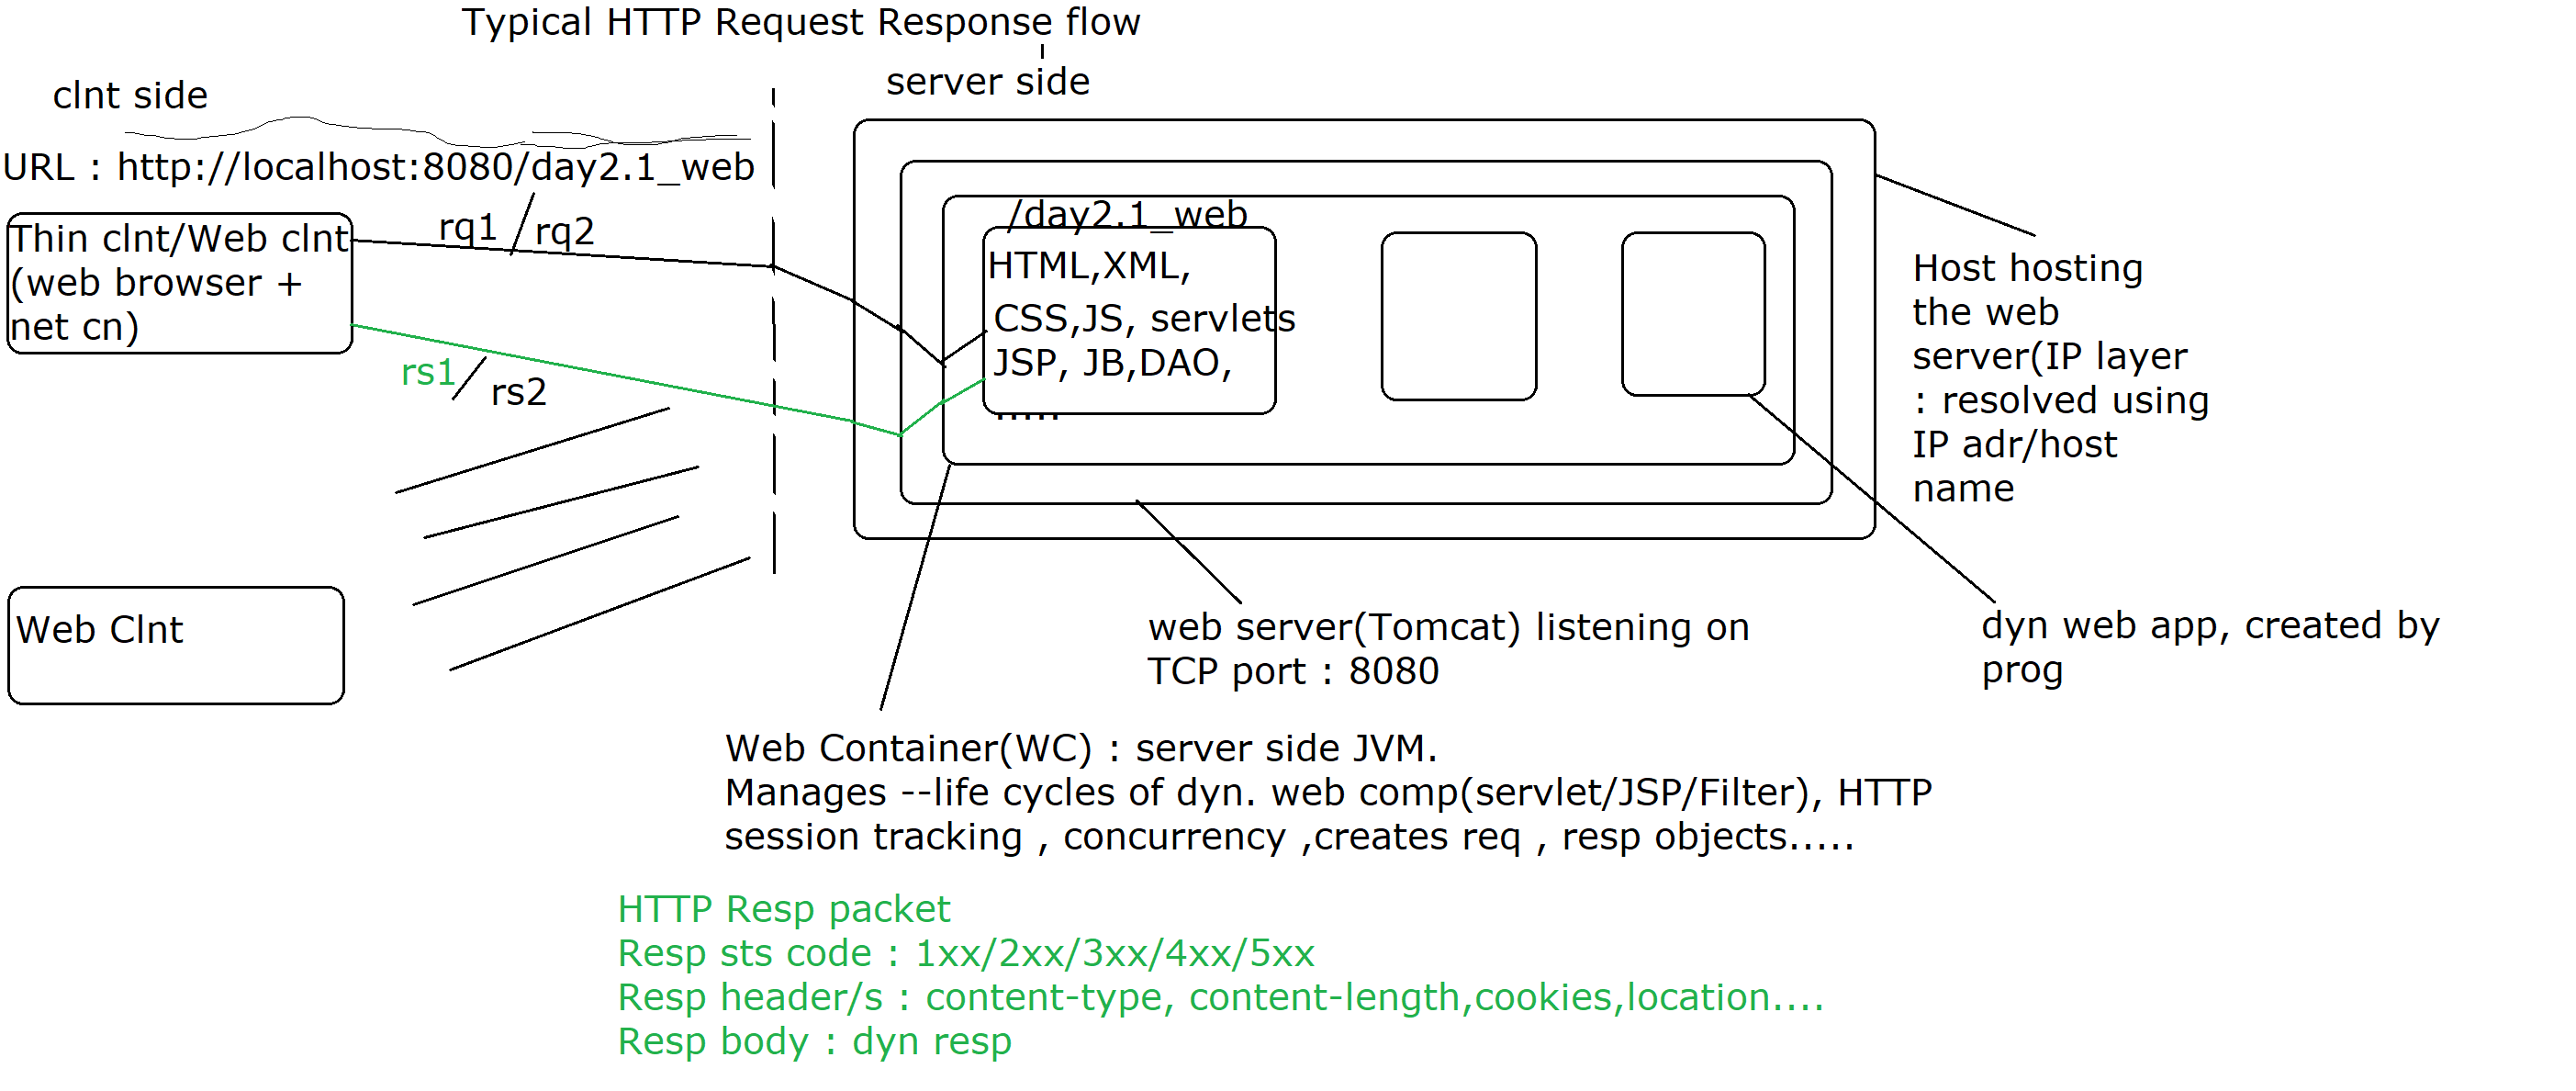 Typical HTTP Request Response flow
clnt side
server side
URL : http://localhost:8080/day2.1_web
rq1
rq2
Thin clnt/Web clnt
(web browser +
net cn)
rs1
rs2
Web Clnt
/day2.1_web
HTML,XML,
CSS,JS, servlets
JSP, JB,DAO,
.....
Host hosting
the web
server(IP layer
: resolved using
IP adr/host
name
web server(Tomcat) listening on
TCP port : 8080
dyn web app, created by
prog
Web Container(WC) : server side JVM.
Manages --life cycles of dyn. web comp(servlet/JSP/Filter), HTTP
session tracking , concurrency ,creates req , resp objects.....
HTTP Resp packet
Resp sts code : 1xx/2xx/3xx/4xx/5xx
Resp header/s : content-type, content-length,cookies,location....
Resp body : dyn resp